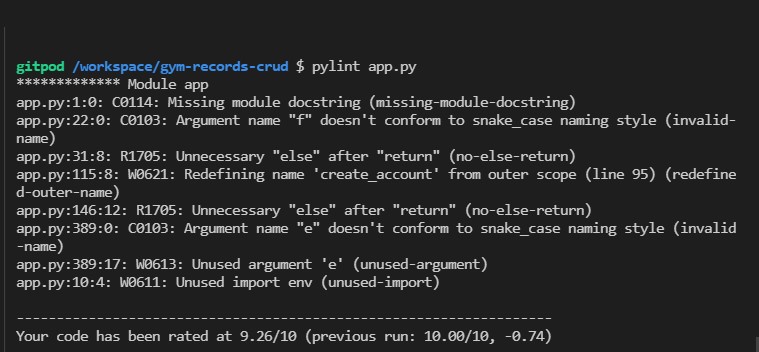 gitpod /workspace/gym-records-crud $ pylint app.py
************* Module app
app.py:1:0: C0114: Missing module docstring (missing-module-docstring)
app.py:22:0: C0103: Argument name "f" doesn't conform to snake_case naming style (invalid-
name)
app.py:31:8: R1705: Unnecessary "else" after "return" (no-else-return)
app.py:115:8: W0621: Redefining name 'create_account' from outer scope (line 95) (redefine
d-outer-name)
app.py:146:12: R1705: Unnecessary "else" after "return" (no-else-return)
app.py:389:0: C0103: Argument name "e" doesn't conform to snake_case naming style (invalid
-name)
app.py:389:17: W0613: Unused argument 'e' (unused-argument)
app.py:10:4: W0611: Unused import env (unused-import)
-------------------------------------------------------------------
Your code has been rated at 9.26/10 (previous run: 10.00/10, -0.74)